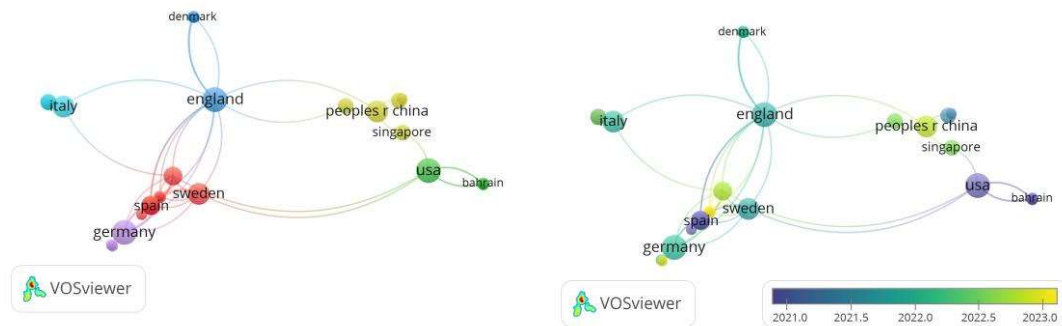 denmark
england
italy
peoples r china
singapore
usa
bahrain
sweden
spain
germany
VOSviewer
denmark
england
italy
peoples r china
singapore
usa
bahrain
sweden
spain
germany
VOSviewer
2021.0 2021.5 2022.0 2022.5 2023.0